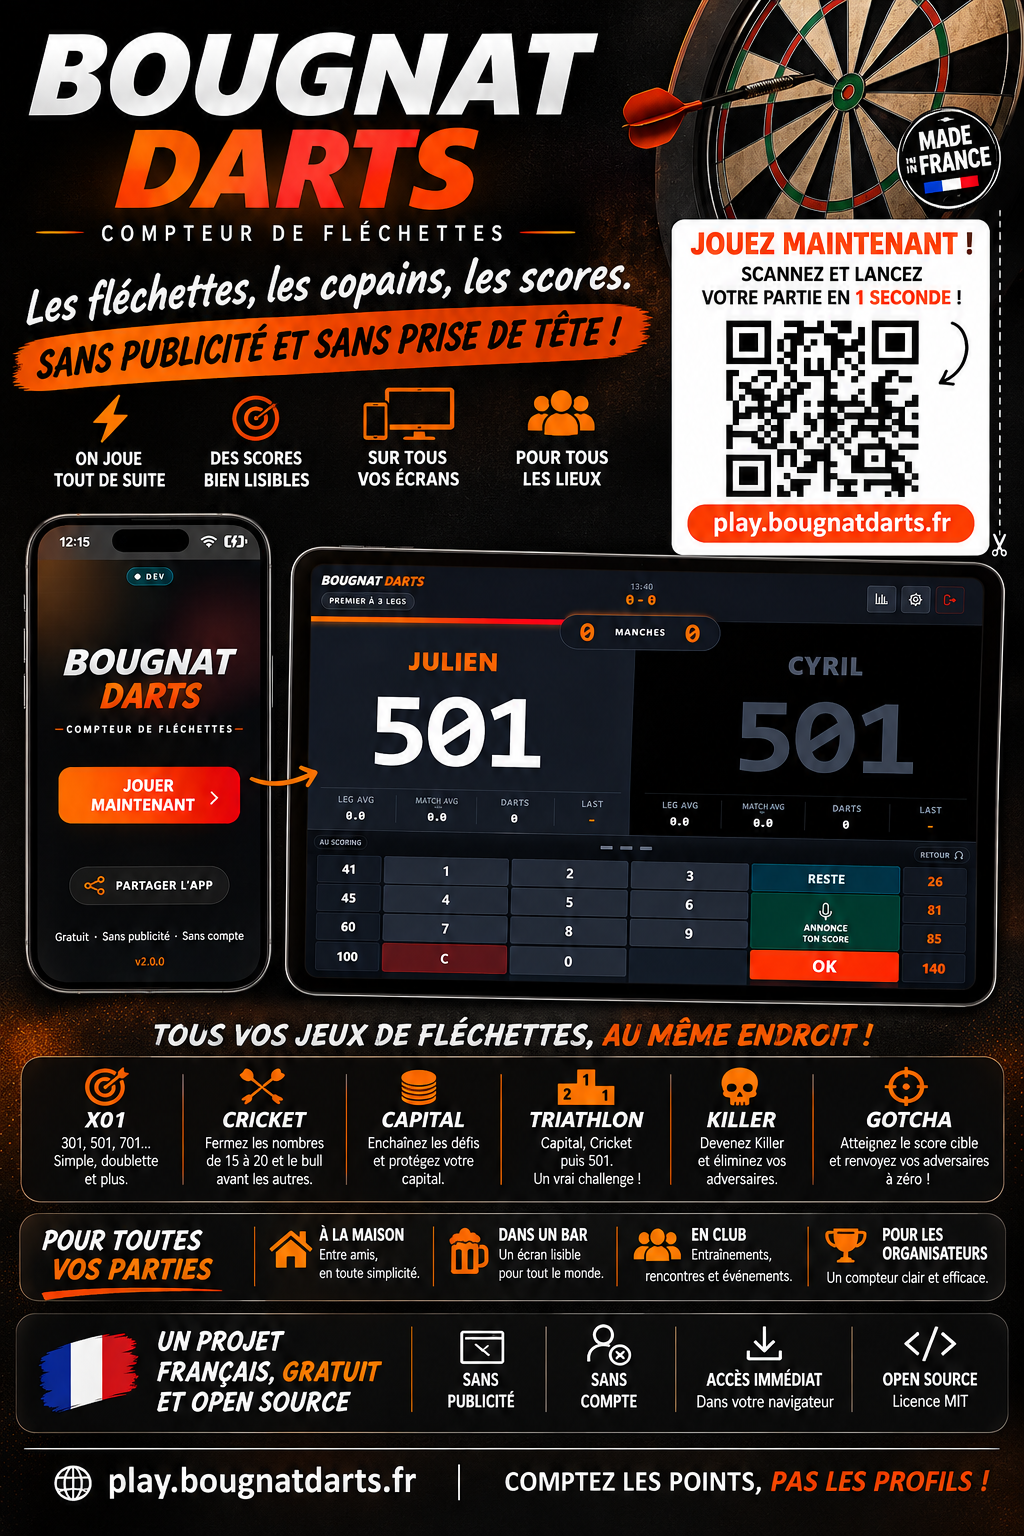 BOUGNAT
DARTS
COMPTEUR DE FLÉCHETTES
Les fléchettes, les copains, les scores.
SANS PUBLICITÉ ET SANS PRISE DE TÊTE !
ON JOUE
TOUT DE SUITE
DES SCORES
BIEN LISIBLES
SUR TOUS
VOS ÉCRANS
POUR TOUS
LES LIEUX
MADE
IN FRANCE
JOUEZ MAINTENANT !
SCANNEZ ET LANCEZ
VOTRE PARTIE EN 1 SECONDE !
play.bougnatdarts.fr
12:15
DEV
BOUGNAT
DARTS
COMPTEUR DE FLÉCHETTES
JOUER
MAINTENANT
PARTAGER L'APP
Gratuit · Sans publicité · Sans compte
v2.0.0
BOUGNAT DARTS
PREMIER À 3 LEGS
13:40
0 - 0
0 MANCHES 0
JULIEN
501
LEG AVG MATCH AVG DARTS LAST
0.0 0.0 0 -
CYRIL
501
LEG AVG MATCH AVG DARTS LAST
0.0 0.0 0 -
AU SCORING
RETOUR
41 1 2 3 RESTE 26
45 4 5 6 ANNONCE TON SCORE 81
60 7 8 9 85
100 C 0 OK 140
TOUS VOS JEUX DE FLÉCHETTES, AU MÊME ENDROIT !
X01
301, 501, 701...
Simple, doublette
et plus.
CRICKET
Fermez les nombres
de 15 à 20 et le bull
avant les autres.
CAPITAL
Enchaînez les défis
et protégez votre
capital.
2 1 1
TRIATHLON
Capital, Cricket
puis 501.
Un vrai challenge !
KILLER
Devenez Killer
et éliminez vos
adversaires.
GOTCHA
Atteignez le score cible
et renvoyez vos adversaires
à zéro !
POUR TOUTES
VOS PARTIES
À LA MAISON
Entre amis,
en toute simplicité.
DANS UN BAR
Un écran lisible
pour tout le monde.
EN CLUB
Entraînements,
rencontres et événements.
POUR LES
ORGANISATEURS
Un compteur clair et efficace.
UN PROJET
FRANÇAIS, GRATUIT
ET OPEN SOURCE
SANS
PUBLICITÉ
SANS
COMPTE
ACCÈS IMMÉDIAT
Dans votre navigateur
OPEN SOURCE
Licence MIT
play.bougnatdarts.fr
COMPTEZ LES POINTS, PAS LES PROFILS !